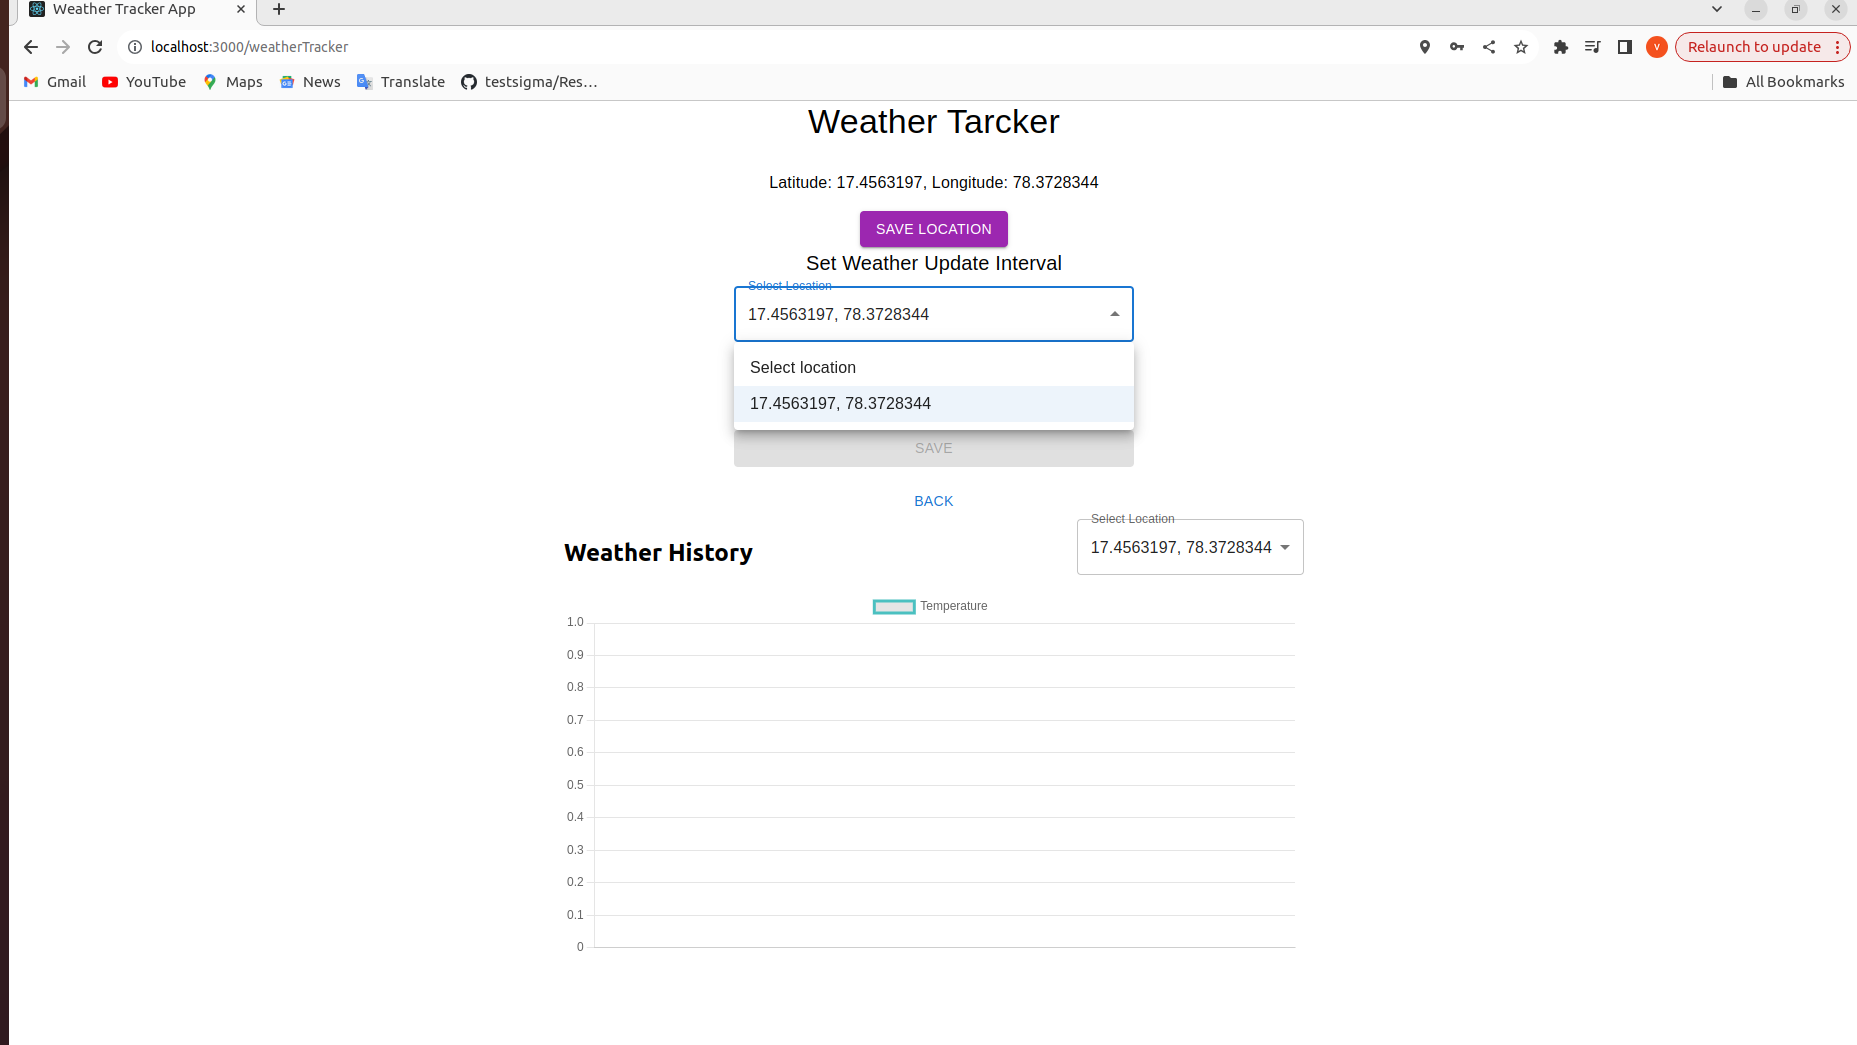 Weather Tracker App
localhost:3000/weatherTracker
V
Relaunch to update
Gmail
YouTube
Maps
News
Translate
testsigma/Res...
All Bookmarks
Weather Tarcker
Latitude: 17.4563197, Longitude: 78.3728344
SAVE LOCATION
Set Weather Update Interval
Select Location
17.4563197, 78.3728344
Select location
17.4563197, 78.3728344
SAVE
BACK
Weather History
Select Location
17.4563197, 78.3728344
Temperature
1.0
0.9
0.8
0.7
0.6
0.5
0.4
0.3
0.2
0.1
0